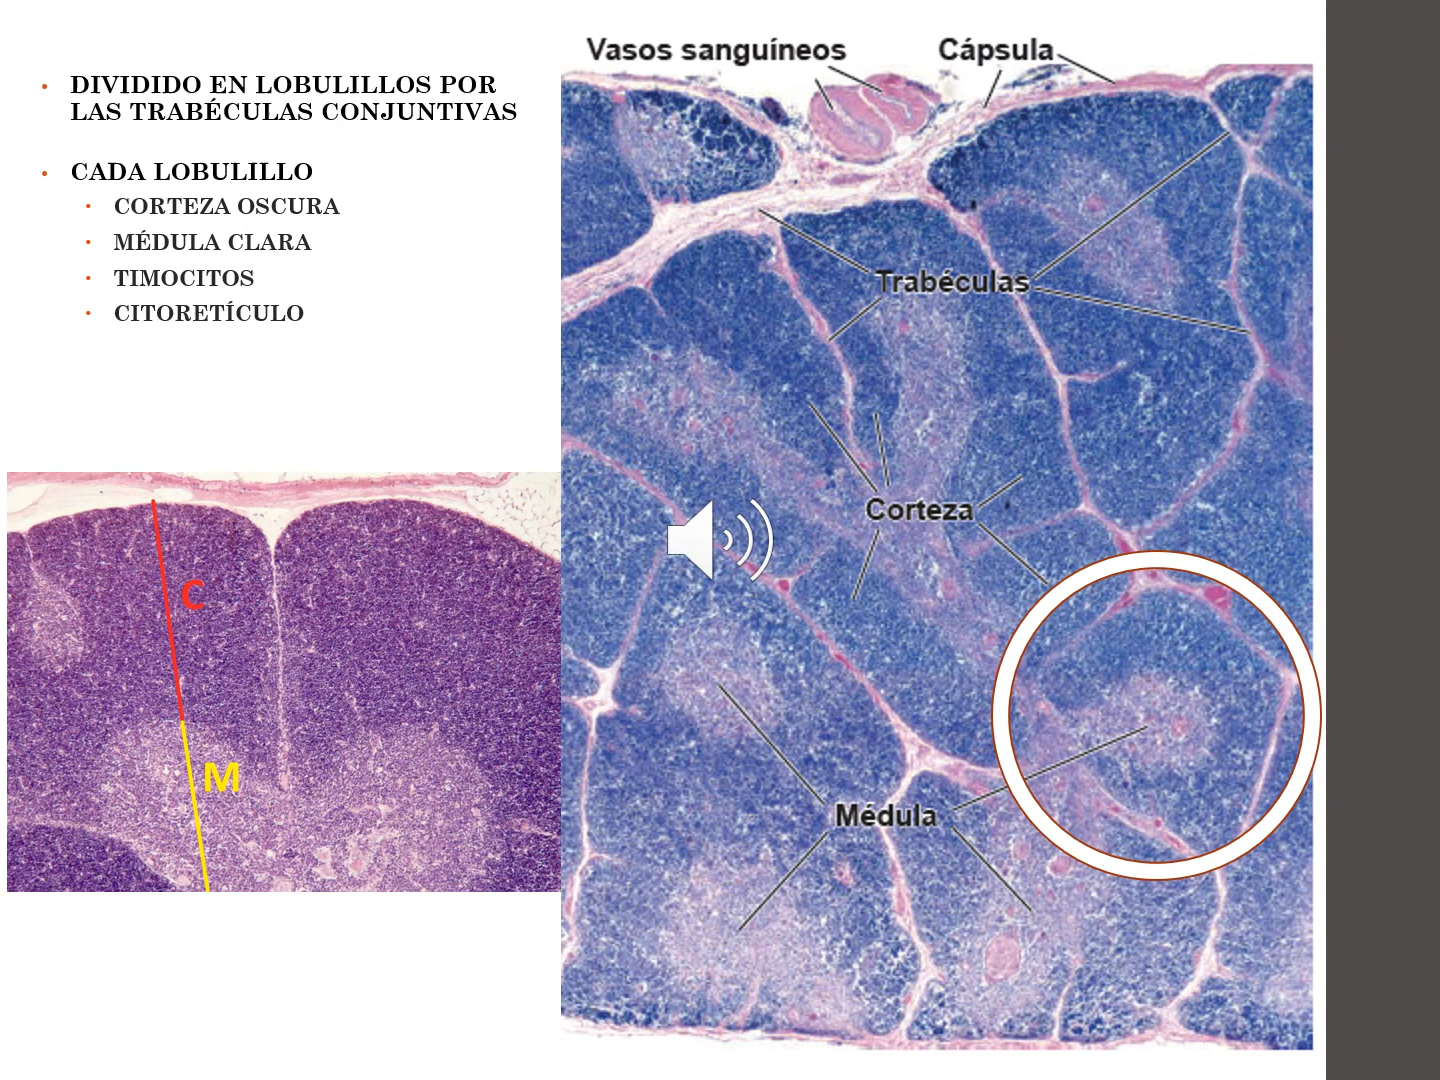 DIVIDIDO EN LOBULILLOS POR
LAS TRABÉCULAS CONJUNTIVAS
CADA LOBULILLO
CORTEZA OSCURA
MÉDULA CLARA
TIMOCITOS
CITORETÍCULO
Vasos sanguíneos
Cápsula
Trabéculas
Corteza
Médula
C
M